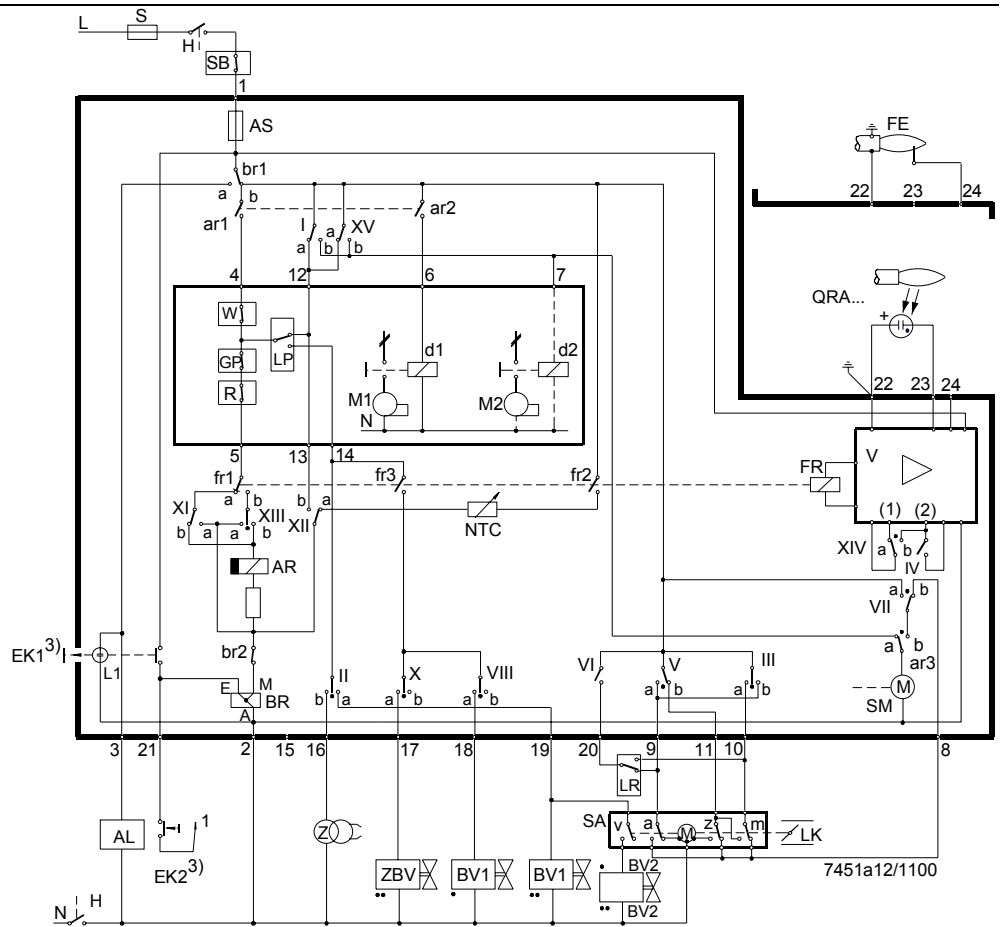 L
S
H
SB
1
AS
FE
br1
a
b
ar1
ar2
I
XV
a
a
b
b
22
23
24
4
12
6
7
QRA...
+
W
LP
GP
R
d1
d2
M1
M2
N
22
23
24
5
13
14
V
FR
fr1
fr3
fr2
a
b
b
a
XI
XIII
XII
NTC
b
a
a
b
(1)
(2)
XIV
a
b
IV
AR
VII
a
b
EK1 3)
L1
br2
II
X
VIII
VI
V
III
a
b
ar3
E
M
BR
A
b
a
b
a
a
b
a
b
a
b
M
SM
3
21
2
15
16
17
18
19
20
9
11
10
8
LR
AL
1
EK2 3)
Z
SA
v
a
M
z
m
LK
ZBV
BV1
BV1
BV2
BV2
7451a12/1100
N
H